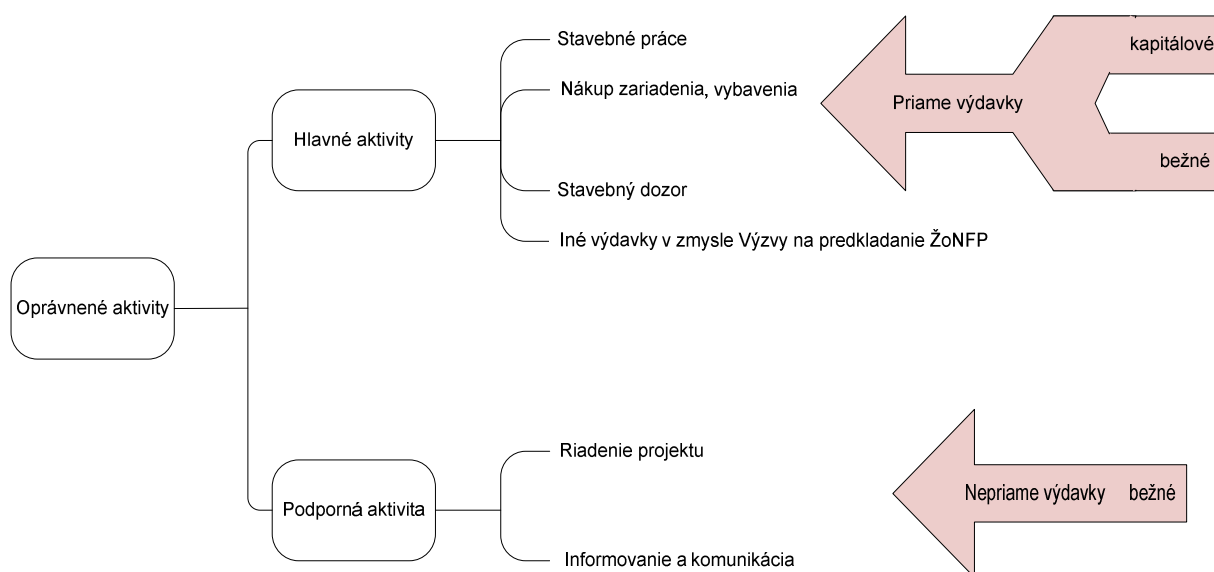 Stavebné práce
kapitálové
Nákup zariadenia, vybavenia
Priame výdavky
Hlavné aktivity
bežné
Stavebný dozor
Iné výdavky v zmysle Výzvy na predkladanie ŽoNFP
Oprávnené aktivity
Riadenie projektu
Nepriame výdavky bežné
Podporná aktivita
Informovanie a komunikácia